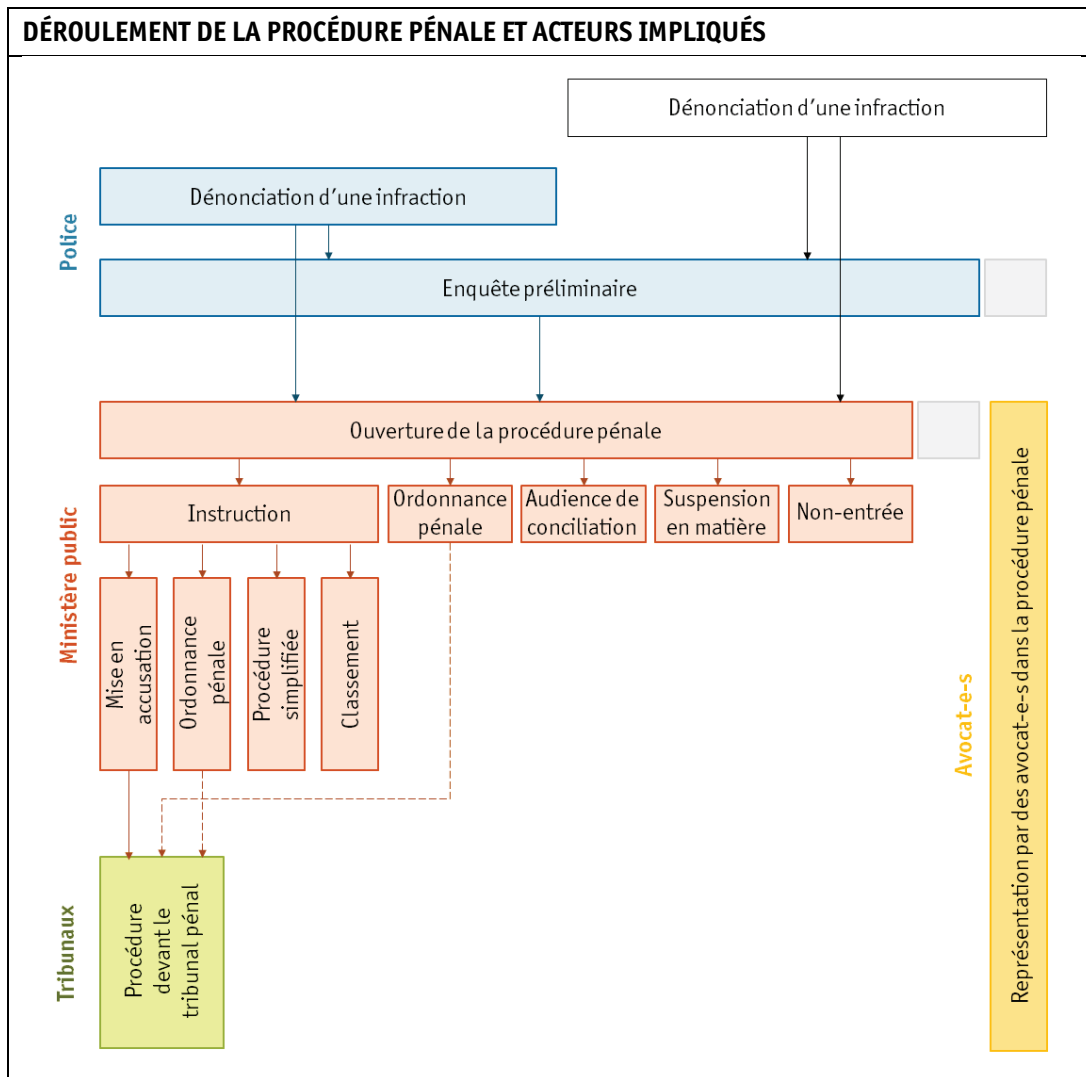 DÉROULEMENT DE LA PROCÉDURE PÉNALE ET ACTEURS IMPLIQUÉS
Dénonciation d'une infraction
Dénonciation d'une infraction
Police
Enquête préliminaire
Ouverture de la procédure pénale
Ministère public
Instruction
Ordonnance
pénale
Audience de
conciliation
Suspension
en matière
Non-entrée
Mise en
accusation
Ordonnance
pénale
Procédure
simplifiée
Classement
Avocat-e-s
Représentation par des avocat-e-s dans la procédure pénale
Tribunaux
Procédure
devant le
tribunal pénal